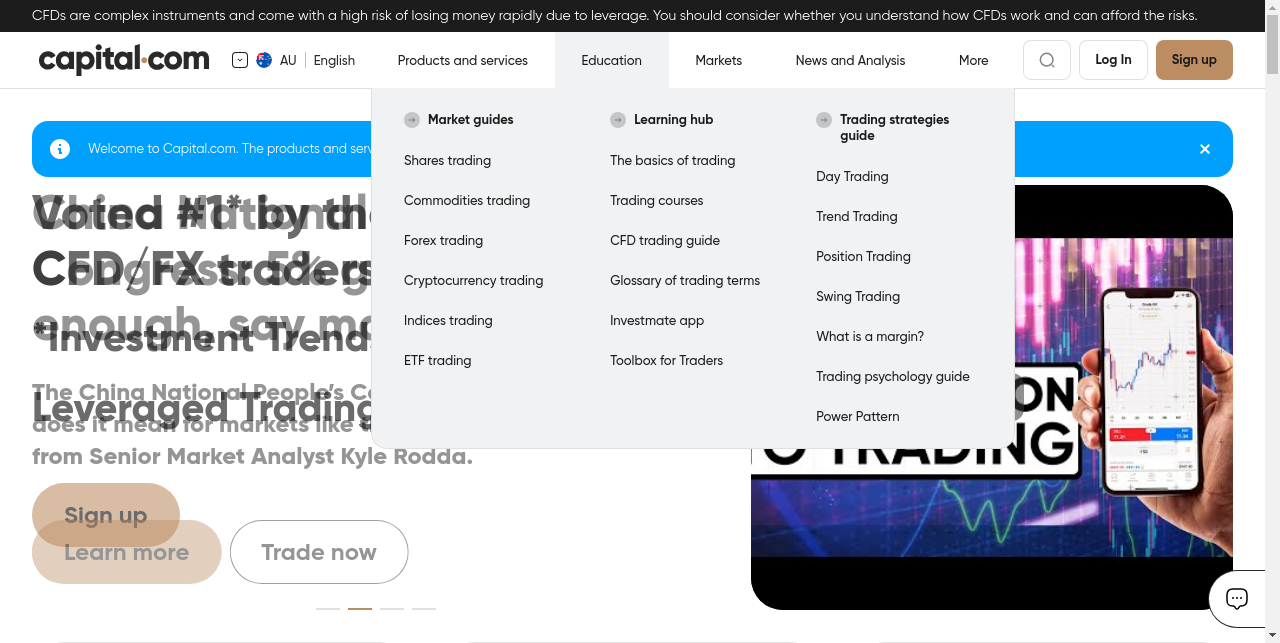 CFDs are complex instruments and come with a high risk of losing money rapidly due to leverage. You should consider whether you understand how CFDs work and can afford the risks.
capital.com
AU English
Products and services
Education
Markets
News and Analysis
More
Log In
Sign up
Welcome to Capital.com. The products and serv
Market guides
Shares trading
Commodities trading
Forex trading
Cryptocurrency trading
Indices trading
ETF trading
Learning hub
The basics of trading
Trading courses
CFD trading guide
Glossary of trading terms
Investmate app
Toolbox for Traders
Trading strategies
guide
Day Trading
Trend Trading
Position Trading
Swing Trading
What is a margin?
Trading psychology guide
Power Pattern
Voted #1* by the
CFD/FX traders
*Investment Trends
Leveraged Trading
China National
Congress: 5% g
enough, say mo
The China National People's Co
does it mean for markets like t
from Senior Market Analyst Kyle Rodda.
Sign up
Learn more
Trade now
ON
TRADING